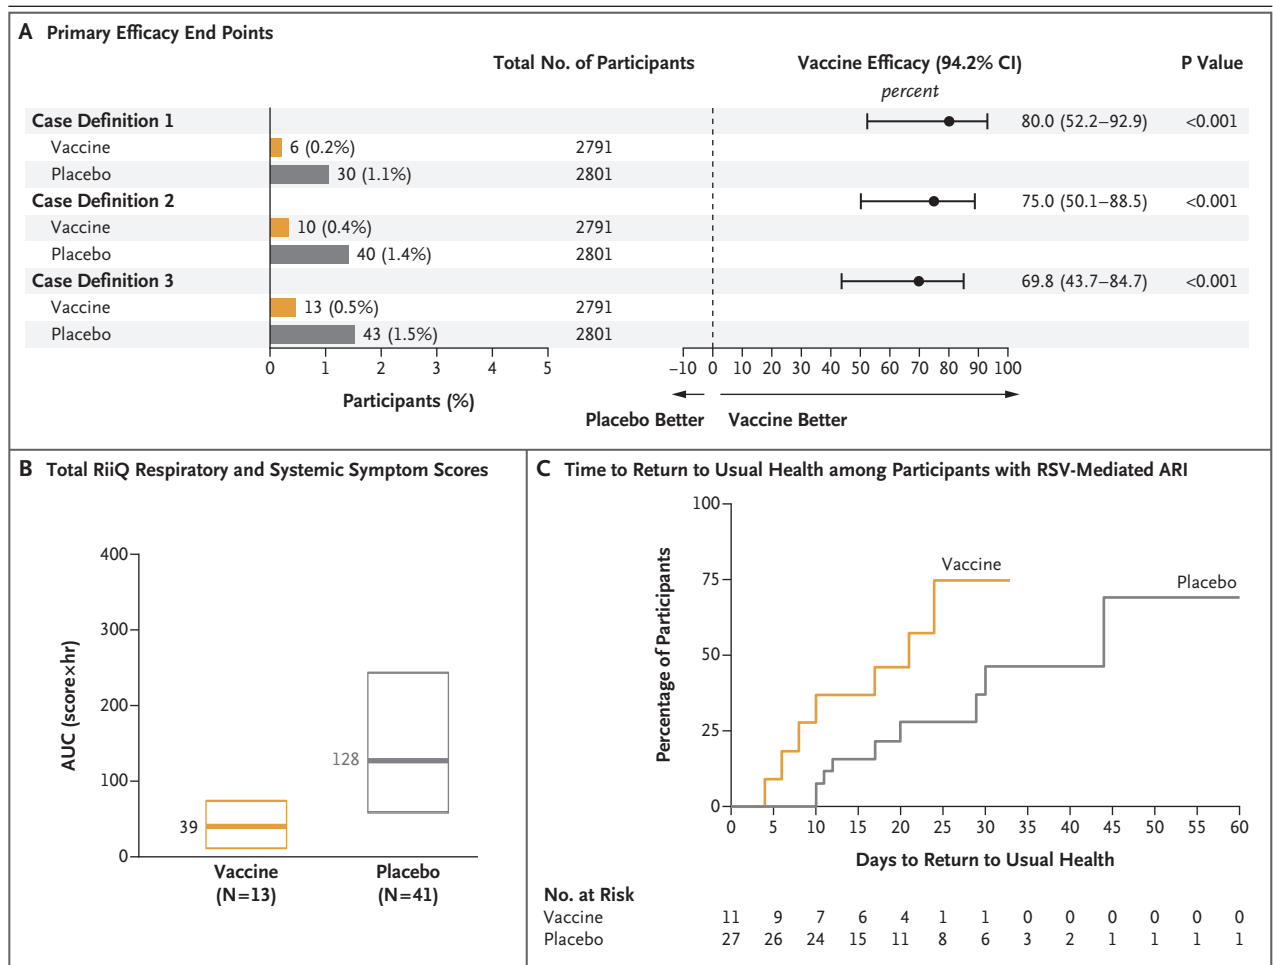 A Primary Efficacy End Points
Total No. of Participants Vaccine Efficacy (94.2% CI) P Value
percent
Case Definition 1 80.0 (52.2–92.9) <0.001
Vaccine 6 (0.2%) 2791
Placebo 30 (1.1%) 2801
Case Definition 2 75.0 (50.1–88.5) <0.001
Vaccine 10 (0.4%) 2791
Placebo 40 (1.4%) 2801
Case Definition 3 69.8 (43.7–84.7) <0.001
Vaccine 13 (0.5%) 2791
Placebo 43 (1.5%) 2801
0 1 2 3 4 5 –10 0 10 20 30 40 50 60 70 80 90 100
Participants (%)
Placebo Better Vaccine Better
B Total RiiQ Respiratory and Systemic Symptom Scores
AUC (score×hr)
400
300
200
100
0
128
39
Vaccine Placebo
(N=13) (N=41)
C Time to Return to Usual Health among Participants with RSV-Mediated ARI
Percentage of Participants
100
75
50
25
0
Vaccine
Placebo
0 5 10 15 20 25 30 35 40 45 50 55 60
Days to Return to Usual Health
No. at Risk
Vaccine 11 9 7 6 4 1 1 0 0 0 0 0 0
Placebo 27 26 24 15 11 8 6 3 2 1 1 1 1